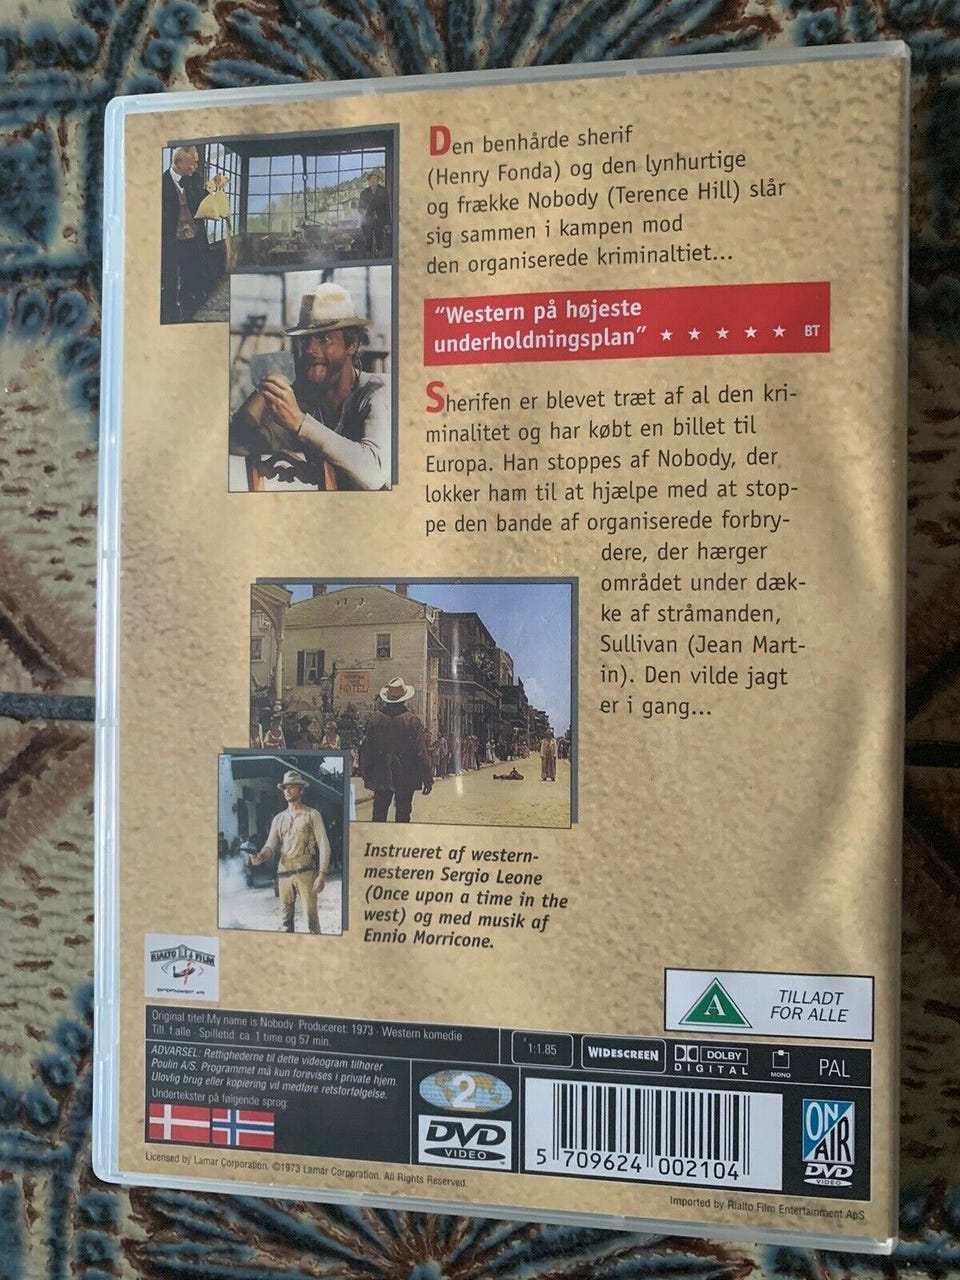 Den benhårde sherif
(Henry Fonda) og den lynhurtige
og frække Nobody (Terence Hill) slår
sig sammen i kampen mod
den organiserede kriminaltiet...
"Western på højeste
underholdningsplan" ★ ★ ★ ★ ★ BT
Sherifen er blevet træt af al den kri-
minalitet og har købt en billet til
Europa. Han stoppes af Nobody, der
lokker ham til at hjælpe med at stop-
pe den bande af organiserede forbry-
dere, der hærger
området under dæk-
ke af stråmanden,
Sullivan (Jean Mart-
in). Den vilde jagt
er i gang...
HOTEL
Instrueret af western-
mesteren Sergio Leone
(Once upon a time in the
west) og med musik af
Ennio Morricone.
RIALTO FILM
ENTERTAINMENT APS
A
TILLADT
FOR ALLE
Original titel:My name is Nobody· Produceret: 1973 · Western komedie
Till. f.alle · Spilletid: ca. 1 time og 57 min.
ADVARSEL: Rettighederne til dette videogram tilhører
Poulin A/S. Programmet må kun forevises i private hjem.
Ulovlig brug eller kopiering vil medføre retsforfølgelse.
Undertekster på følgende sprog:
1:1.85
WIDESCREEN
DOLBY
DIGITAL
MONO
PAL
2
DVD
VIDEO
5 709624 002104
ON
AIR
DVD
VIDEO
Licensed by Lamar Corporation. ©1973 Lamar Corporation. All Rights Reserved.
Imported by Rialto Film Entertainment ApS